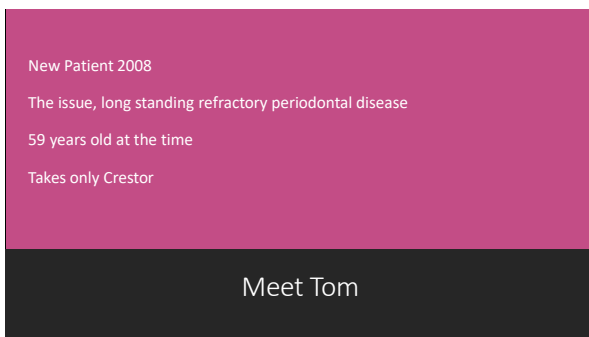 New Patient 2008
The issue, long standing refractory periodontal disease
59 years old at the time
Takes only Crestor
Meet Tom